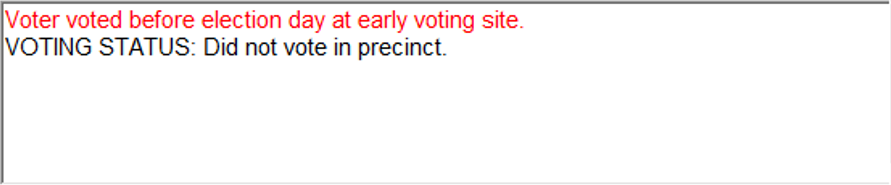 Voter voted before election day at early voting site.
VOTING STATUS: Did not vote in precinct.